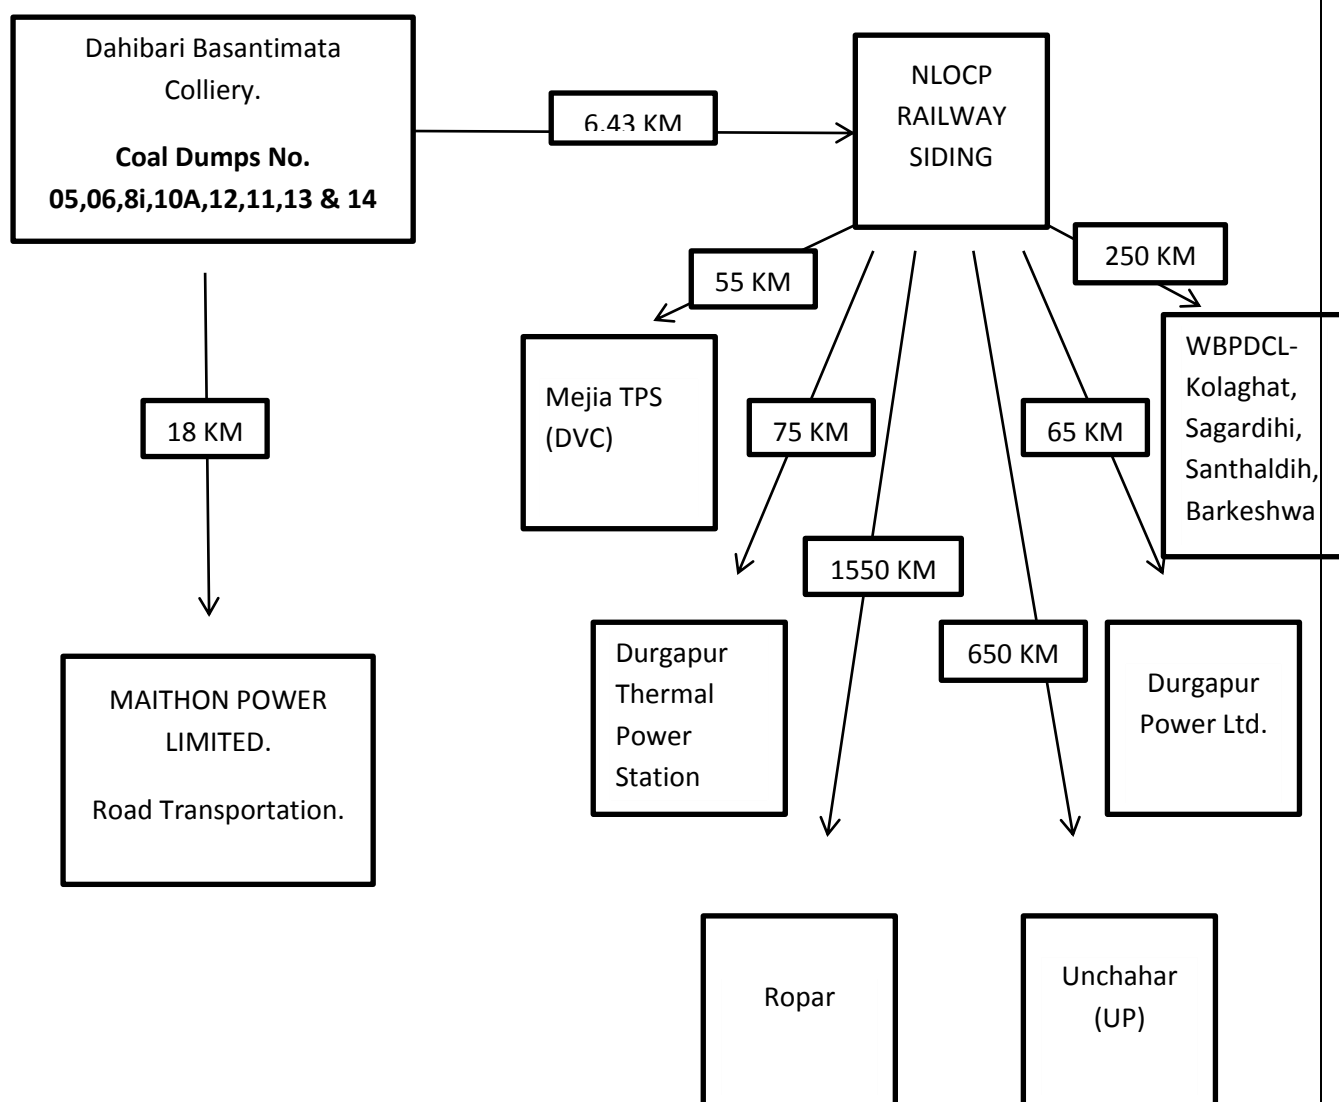 Dahibari Basantimata
Colliery.
Coal Dumps No.
05,06,8i,10A,12,11,13 & 14
6.43 KM
NLOCP
RAILWAY
SIDING
55 KM
250 KM
18 KM
Mejia TPS
(DVC)
75 KM
65 KM
WBPDCL-
Kolaghat,
Sagardihi,
Santhaldih,
Barkeshwa
1550 KM
650 KM
MAITHON POWER
LIMITED.
Road Transportation.
Durgapur
Thermal
Power
Station
Durgapur
Power Ltd.
Ropar
Unchahar
(UP)